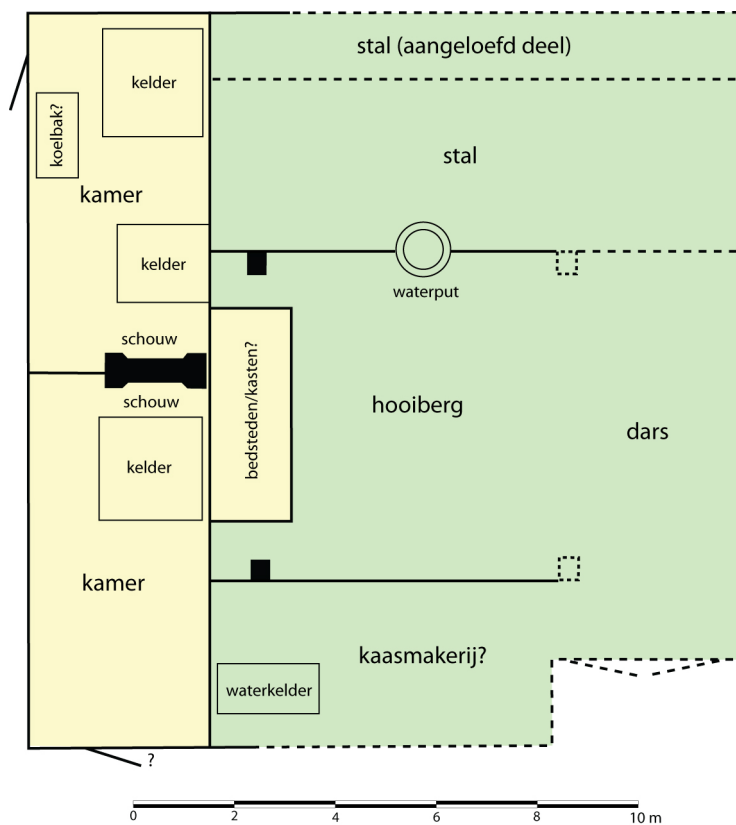 stal (aangeloefd deel)
kelder
koelbak?
stal
kamer
kelder
waterput
schouw
bedsteden/kasten?
schouw
hooiberg
dars
kelder
kamer
kaasmakerij?
waterkelder
?
0 2 4 6 8 10 m